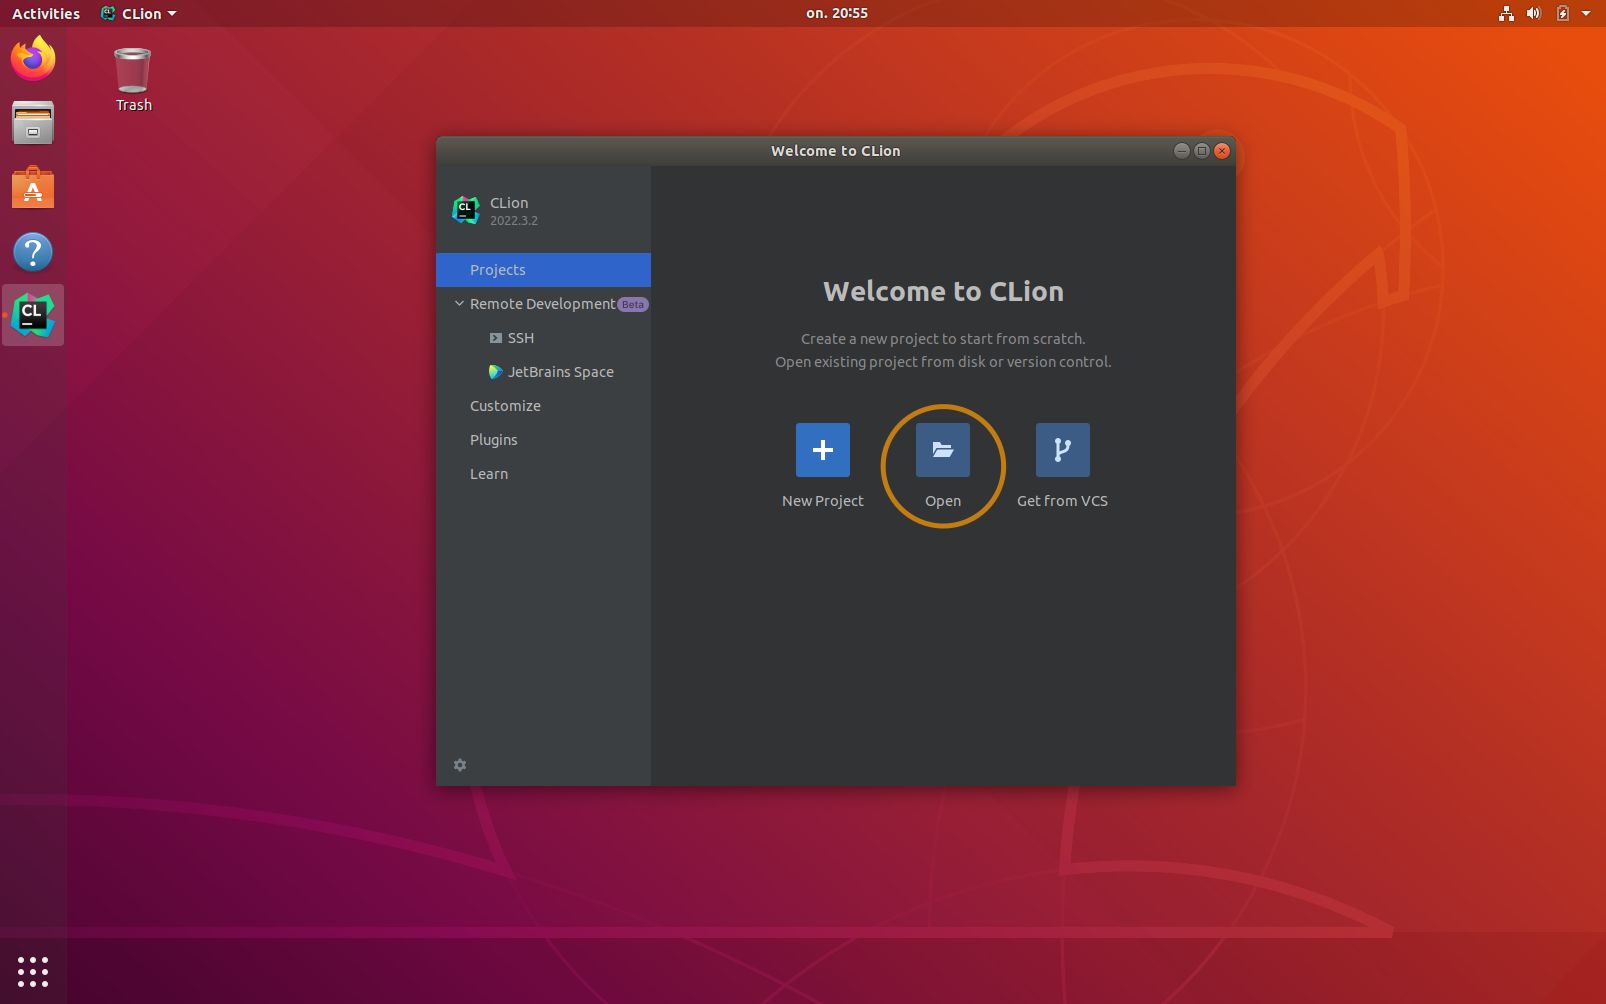 Activities
CLion
on. 20:55
Trash
Welcome to CLion
CL
CLion
2022.3.2
Projects
Remote Development Beta
SSH
JetBrains Space
Customize
Plugins
Learn
Welcome to CLion
Create a new project to start from scratch.
Open existing project from disk or version control.
New Project
Open
Get from VCS
CL